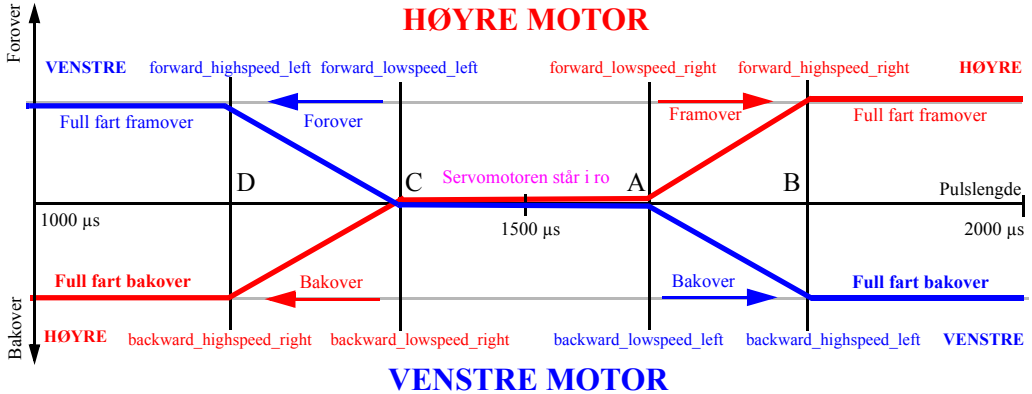 HØYRE MOTOR
Forover
VENSTRE forward_highspeed_left forward_lowspeed_left forward_lowspeed_right forward_highspeed_right HØYRE
Full fart framover Forover Framover Full fart framover
D C Servomotoren står i ro A B Pulslengde
1000 µs 1500 µs 2000 µs
Full fart bakover Bakover Bakover Full fart bakover
Bakover
HØYRE backward_highspeed_right backward_lowspeed_right backward_lowspeed_left backward_highspeed_left VENSTRE
VENSTRE MOTOR